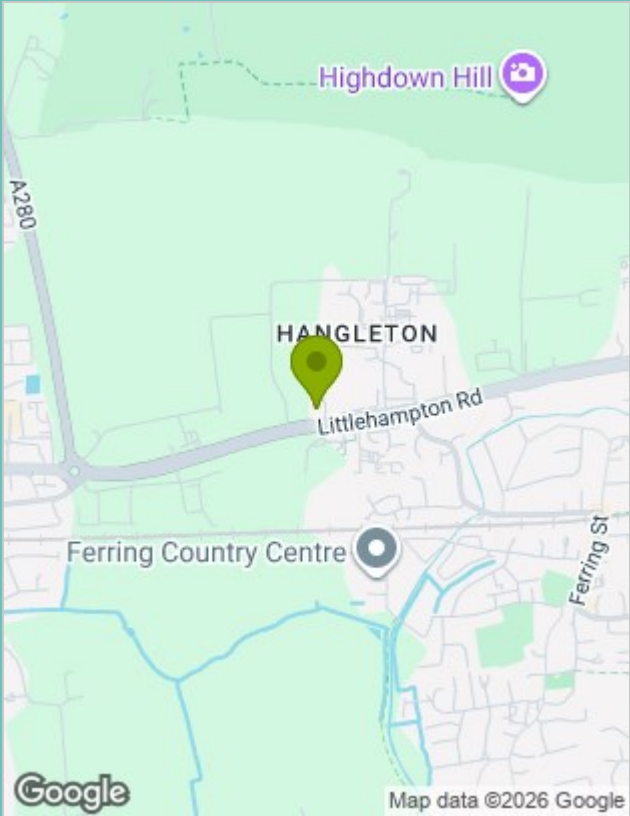 Highdown Hill
A280
HANGLETON
Littlehampton Rd
Ferring Country Centre
Ferring St
Google
Map data ©2026 Google